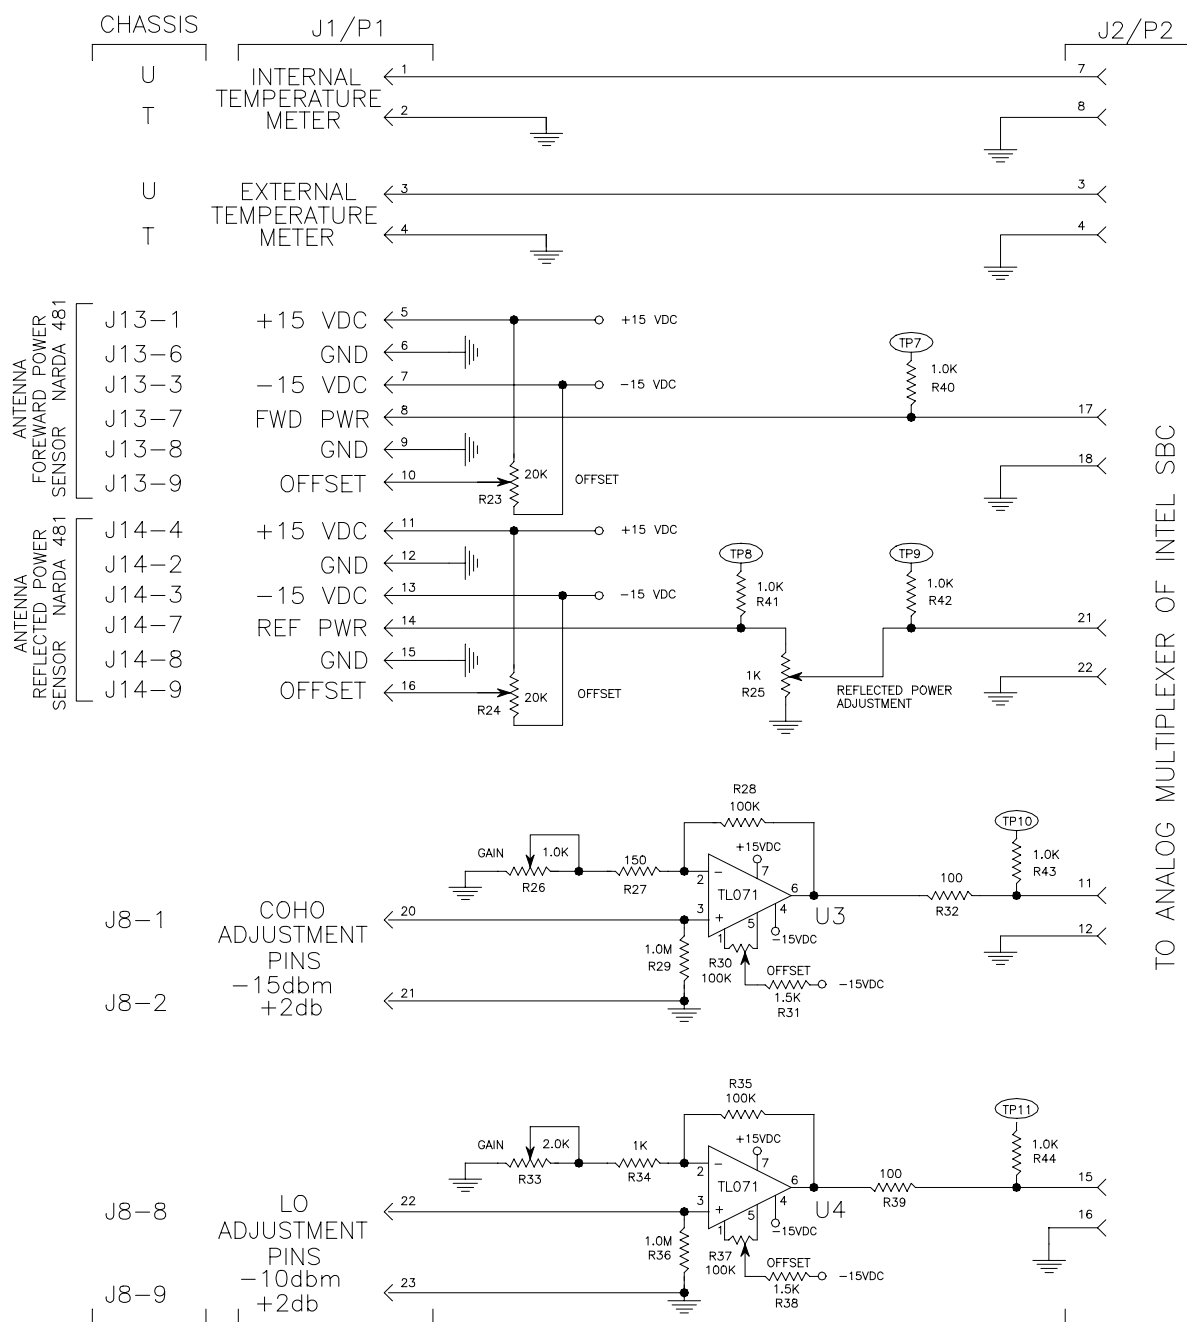 CHASSIS
J1/P1
J2/P2
U
INTERNAL
1
7
TEMPERATURE
T
METER
2
8
U
EXTERNAL
3
3
TEMPERATURE
T
METER
4
4
ANTENNA
FOREWARD POWER
SENSOR NARDA 481
J13-1
+15 VDC
5
+15 VDC
J13-6
GND
6
TP7
1.0K
R40
J13-3
-15 VDC
7
-15 VDC
J13-7
FWD PWR
8
17
J13-8
GND
9
18
J13-9
OFFSET
10
20K
R23
OFFSET
ANTENNA
REFLECTED POWER
SENSOR NARDA 481
J14-4
+15 VDC
11
+15 VDC
J14-2
GND
12
TP8
1.0K
R41
TP9
1.0K
R42
J14-3
-15 VDC
13
-15 VDC
J14-7
REF PWR
14
21
J14-8
GND
15
22
J14-9
OFFSET
16
20K
R24
OFFSET
1K
R25
REFLECTED POWER
ADJUSTMENT
TO ANALOG MULTIPLEXER OF INTEL SBC
R28
100K
GAIN
1.0K
R26
150
R27
+15VDC
7
2
-
TL071
6
3
+
4
1
5
U3
-15VDC
100
R32
TP10
1.0K
R43
11
12
J8-1
COHO
ADJUSTMENT
PINS
-15dbm
+2db
20
1.0M
R29
R30
100K
OFFSET
1.5K
R31
-15VDC
J8-2
21
R35
100K
GAIN
2.0K
R33
1K
R34
+15VDC
7
2
-
TL071
6
3
+
4
1
5
U4
-15VDC
100
R39
TP11
1.0K
R44
15
16
J8-8
LO
ADJUSTMENT
PINS
-10dbm
+2db
22
1.0M
R36
R37
100K
OFFSET
1.5K
R38
-15VDC
J8-9
23